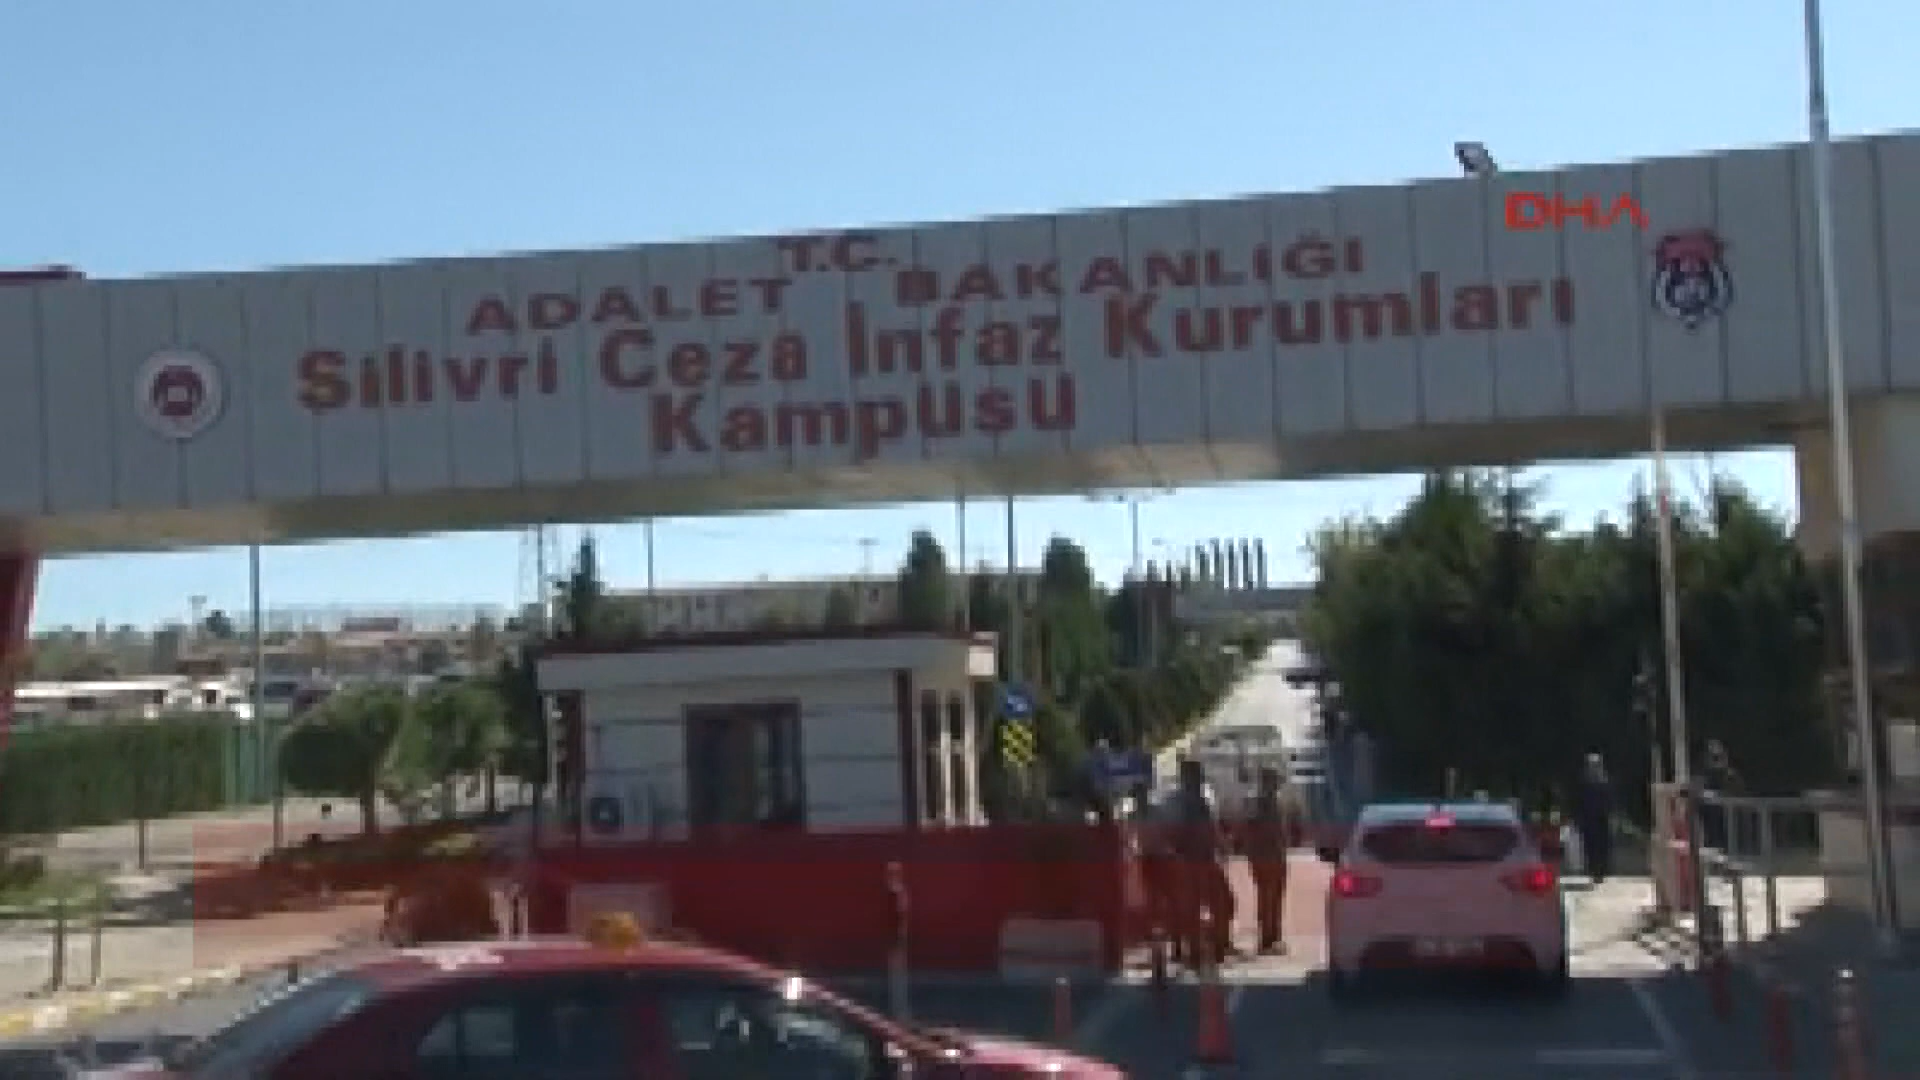 DHA
T.C.
ADALET BAKANLIĞI
Silivri Ceza İnfaz Kurumları
Kampüsü